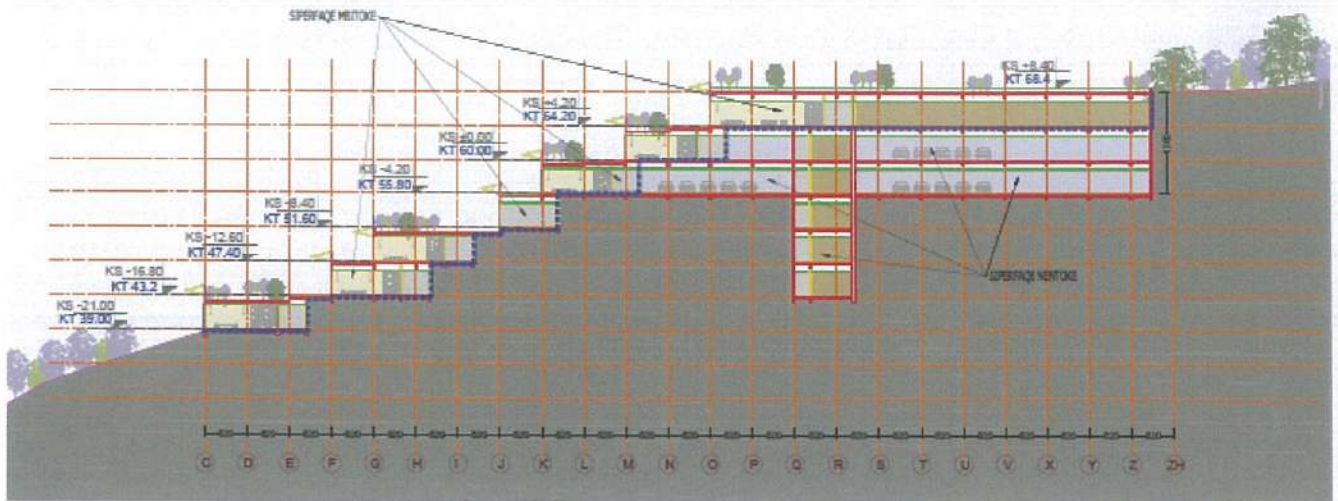 SIPERFAQE MBITOKE
KS +8.40
KT 68.4
KS +4.20
KT 64.20
KS ±0.00
KT 60.00
KS -4.20
KT 55.80
KS -8.40
KT 51.60
KS -12.60
KT 47.40
KS -16.80
KT 43.2
KS -21.00
KT 39.00
SIPERFAQE NENTOKE
C D E F G H I J K L M N O P Q R S T U V X Y Z ZH